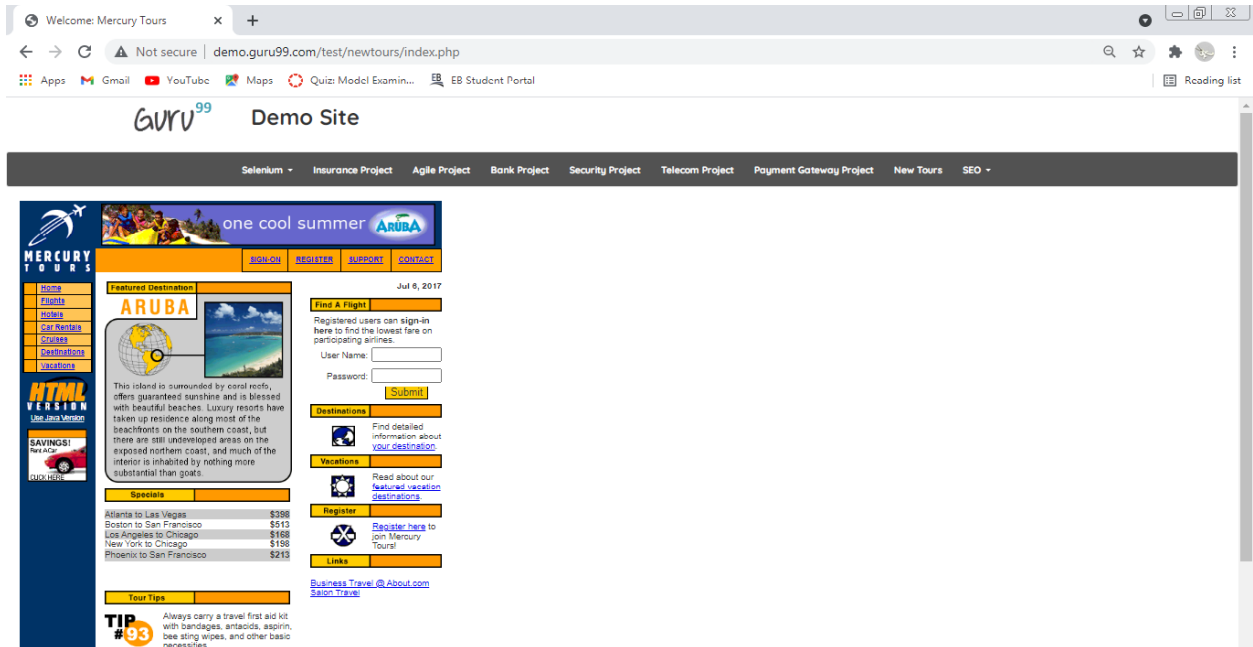 Welcome: Mercury Tours
Not secure | demo.guru99.com/test/newtours/index.php
Apps Gmail YouTube Maps Quiz: Model Examin... EB Student Portal Reading list
Guru99 Demo Site
Selenium Insurance Project Agile Project Bank Project Security Project Telecom Project Payment Gateway Project New Tours SEO
one cool summer ARUBA
MERCURY
TOURS
SIGN-ON REGISTER SUPPORT CONTACT
Home
Flights
Hotels
Car Rentals
Cruises
Destinations
Vacations
HTML
VERSION
Use Java Version
SAVINGS!
Rent A Car
CLICK HERE
Featured Destination
ARUBA
This island is surrounded by coral reefs,
offers guaranteed sunshine and is blessed
with beautiful beaches. Luxury resorts have
taken up residence along most of the
beachfronts on the southern coast, but
there are still undeveloped areas on the
exposed northern coast, and much of the
interior is inhabited by nothing more
substantial than goats.
Specials
Atlanta to Las Vegas $398
Boston to San Francisco $513
Los Angeles to Chicago $168
New York to Chicago $198
Phoenix to San Francisco $213
Tour Tips
TIP
#93
Always carry a travel first aid kit
with bandages, antacids, aspirin,
bee sting wipes, and other basic
necessities.
Jul 6, 2017
Find A Flight
Registered users can sign-in
here to find the lowest fare on
participating airlines.
User Name:
Password:
Submit
Destinations
Find detailed
information about
your destination.
Vacations
Read about our
featured vacation
destinations.
Register
Register here to
join Mercury
Tours!
Links
Business Travel @ About.com
Salon Travel